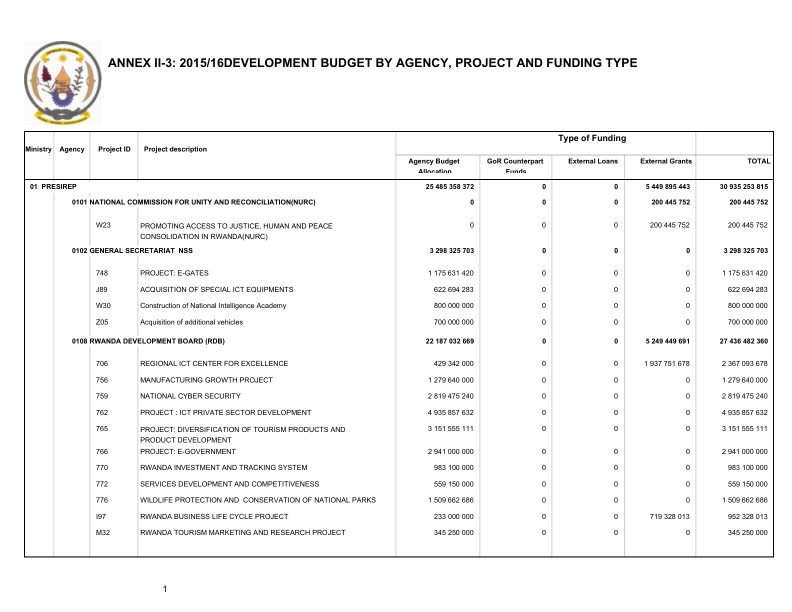 ANNEX II-3: 2015/16DEVELOPMENT BUDGET BY AGENCY, PROJECT AND FUNDING TYPE
Type of Funding
Ministry Agency Project ID Project description
Agency Budget Allocation GoR Counterpart Funds External Loans External Grants TOTAL
01 PRESIREP 25 485 358 372 0 0 5 449 895 443 30 935 253 815
0101 NATIONAL COMMISSION FOR UNITY AND RECONCILIATION(NURC) 0 0 0 200 445 752 200 445 752
W23 PROMOTING ACCESS TO JUSTICE, HUMAN AND PEACE 0 0 0 200 445 752 200 445 752
CONSOLIDATION IN RWANDA(NURC)
0102 GENERAL SECRETARIAT NSS 3 298 325 703 0 0 0 3 298 325 703
748 PROJECT: E-GATES 1 175 631 420 0 0 0 1 175 631 420
J89 ACQUISITION OF SPECIAL ICT EQUIPMENTS 622 694 283 0 0 0 622 694 283
W30 Construction of National Intelligence Academy 800 000 000 0 0 0 800 000 000
Z05 Acquisition of additional vehicles 700 000 000 0 0 0 700 000 000
0108 RWANDA DEVELOPMENT BOARD (RDB) 22 187 032 669 0 0 5 249 449 691 27 436 482 360
706 REGIONAL ICT CENTER FOR EXCELLENCE 429 342 000 0 0 1 937 751 678 2 367 093 678
756 MANUFACTURING GROWTH PROJECT 1 279 640 000 0 0 0 1 279 640 000
759 NATIONAL CYBER SECURITY 2 819 475 240 0 0 0 2 819 475 240
762 PROJECT : ICT PRIVATE SECTOR DEVELOPMENT 4 935 857 632 0 0 0 4 935 857 632
765 PROJECT: DIVERSIFICATION OF TOURISM PRODUCTS AND 3 151 555 111 0 0 0 3 151 555 111
PRODUCT DEVELOPMENT
766 PROJECT: E-GOVERNMENT 2 941 000 000 0 0 0 2 941 000 000
770 RWANDA INVESTMENT AND TRACKING SYSTEM 983 100 000 0 0 0 983 100 000
772 SERVICES DEVELOPMENT AND COMPETITIVENESS 559 150 000 0 0 0 559 150 000
776 WILDLIFE PROTECTION AND CONSERVATION OF NATIONAL PARKS 1 509 662 686 0 0 0 1 509 662 686
I97 RWANDA BUSINESS LIFE CYCLE PROJECT 233 000 000 0 0 719 328 013 952 328 013
M32 RWANDA TOURISM MARKETING AND RESEARCH PROJECT 345 250 000 0 0 0 345 250 000
1